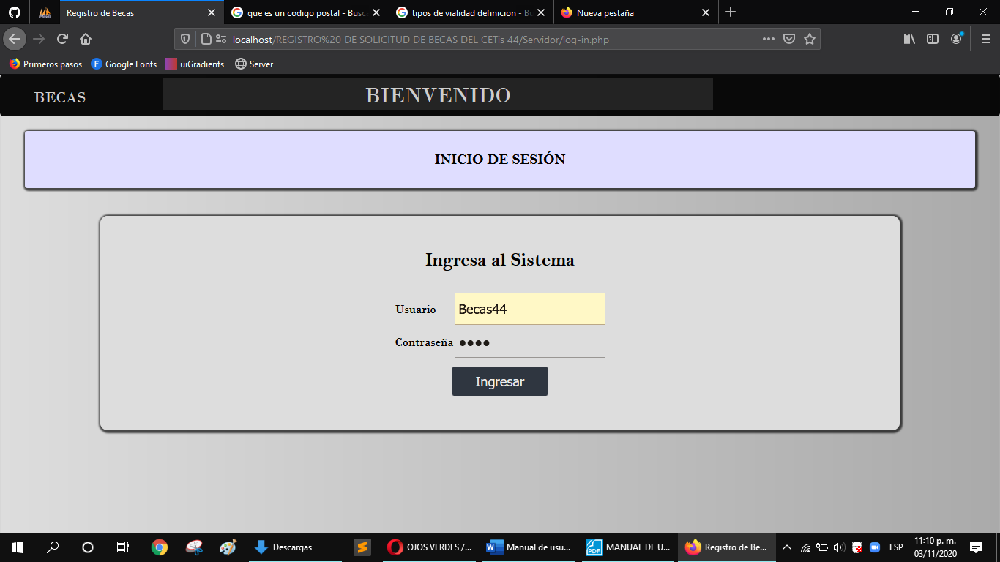 Registro de Becas
que es un codigo postal - Busc
tipos de vialidad definicion - Bu
Nueva pestaña
localhost/REGISTRO%20 DE SOLICITUD DE BECAS DEL CETis 44/Servidor/log-in.php
Primeros pasos
Google Fonts
uiGradients
Server
BECAS
BIENVENIDO
INICIO DE SESIÓN
Ingresa al Sistema
Usuario
Becas44
Contraseña
●●●●
Ingresar
Descargas
OJOS VERDES /...
Manual de usu...
MANUAL DE U...
Registro de Be...
ESP
11:10 p. m.
03/11/2020